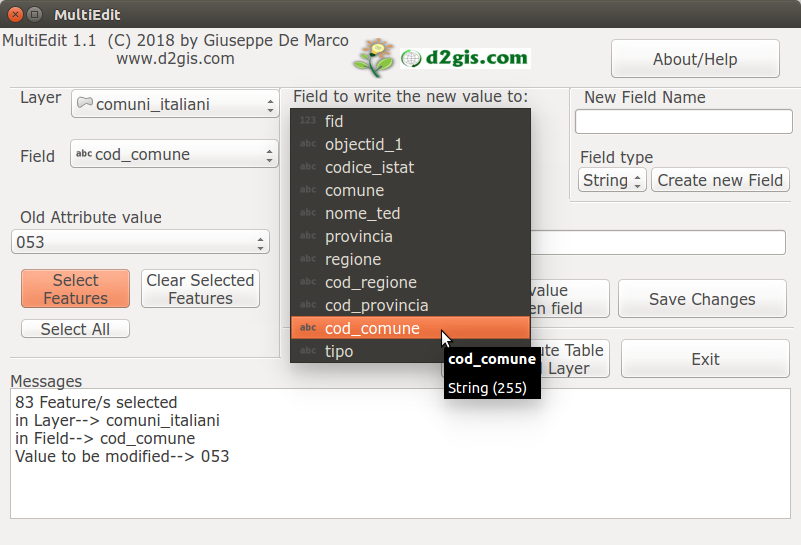 MultiEdit
MultiEdit 1.1 (C) 2018 by Giuseppe De Marco
www.d2gis.com
d2gis.com
About/Help
Layer
comuni_italiani
Field
abc cod_comune
Old Attribute value
053
Select
Features
Clear Selected
Features
Select All
Field to write the new value to:
123 fid
abc objectid_1
abc codice_istat
abc comune
abc nome_ted
abc provincia
abc regione
abc cod_regione
abc cod_provincia
abc cod_comune
abc tipo
cod_comune
String (255)
New Field Name
Field type
String
Create new Field
value
en field
Save Changes
ute Table
Layer
Exit
Messages
83 Feature/s selected
in Layer--> comuni_italiani
in Field--> cod_comune
Value to be modified--> 053